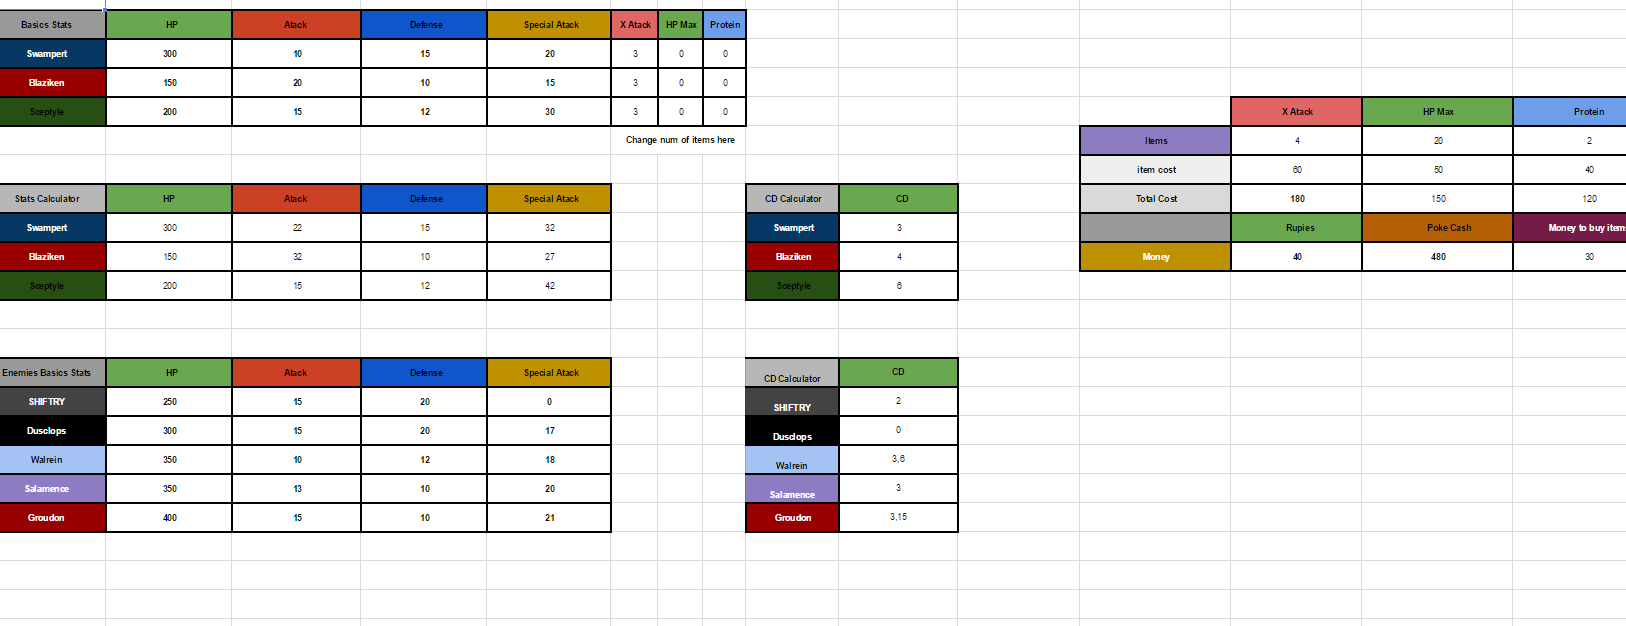 Basics Stats HP Atack Defense Special Atack X Atack HP Max Protein
Swampert 300 10 15 20 3 0 0
Blaziken 150 20 10 15 3 0 0
Sceptyle 200 15 12 30 3 0 0
X Atack HP Max Protein
Change num of items here
Items 4 20 2
item cost 60 50 40
Stats Calculator HP Atack Defense Special Atack CD Calculator CD Total Cost 180 150 120
Swampert 300 22 15 32 Swampert 3 Rupies Poke Cash Money to buy item
Blaziken 150 32 10 27 Blaziken 4 Money 40 480 30
Sceptyle 200 15 12 42 Sceptyle 6
Enemies Basics Stats HP Atack Defense Special Atack CD Calculator CD
SHIFTRY 250 15 20 0 SHIFTRY 2
Dusclops 300 15 20 17 Dusclops 0
Walrein 350 10 12 18 Walrein 3,6
Salamence 350 13 10 20 Salamence 3
Groudon 400 15 10 21 Groudon 3,15